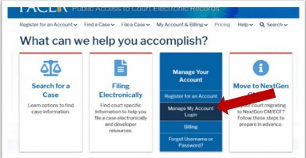 PACER Public Access to Court Electronic Records
Register for an Account Find a Case File a Case My Account & Billing Pricing Help Search
What can we help you accomplish?
Search for a
Case
Learn options to find
case information.
Filing
Electronically
Find court specific
information to help you
file a case electronically
and developer
resources.
Manage Your
Account
Register for an Account
Manage My Account
Login
Billing
Forgot Username or
Password?
Move to NextGen
court migrating
to NextGen CM/ECF?
Follow these steps to
prepare in advance.